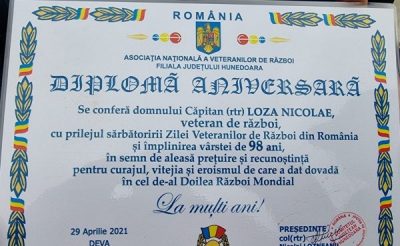 ROMÂNIA
ASOCIAȚIA NAȚIONALĂ A VETERANILOR DE RĂZBOI
FILIALA JUDEȚULUI HUNEDOARA
DIPLOMĂ ANIVERSARĂ
Se conferă domnului Căpitan (rtr) LOZA NICOLAE,
veteran de război,
cu prilejul sărbătoririi Zilei Veteranilor de Război din România
și împlinirea vârstei de 98 ani,
în semn de aleasă prețuire și recunoștință
pentru curajul, vitejia și eroismul de care a dat dovadă
în cel de-al Doilea Război Mondial
La mulți ani!
29 Aprilie 2021
DEVA
PREȘEDINTE
col(rtr)